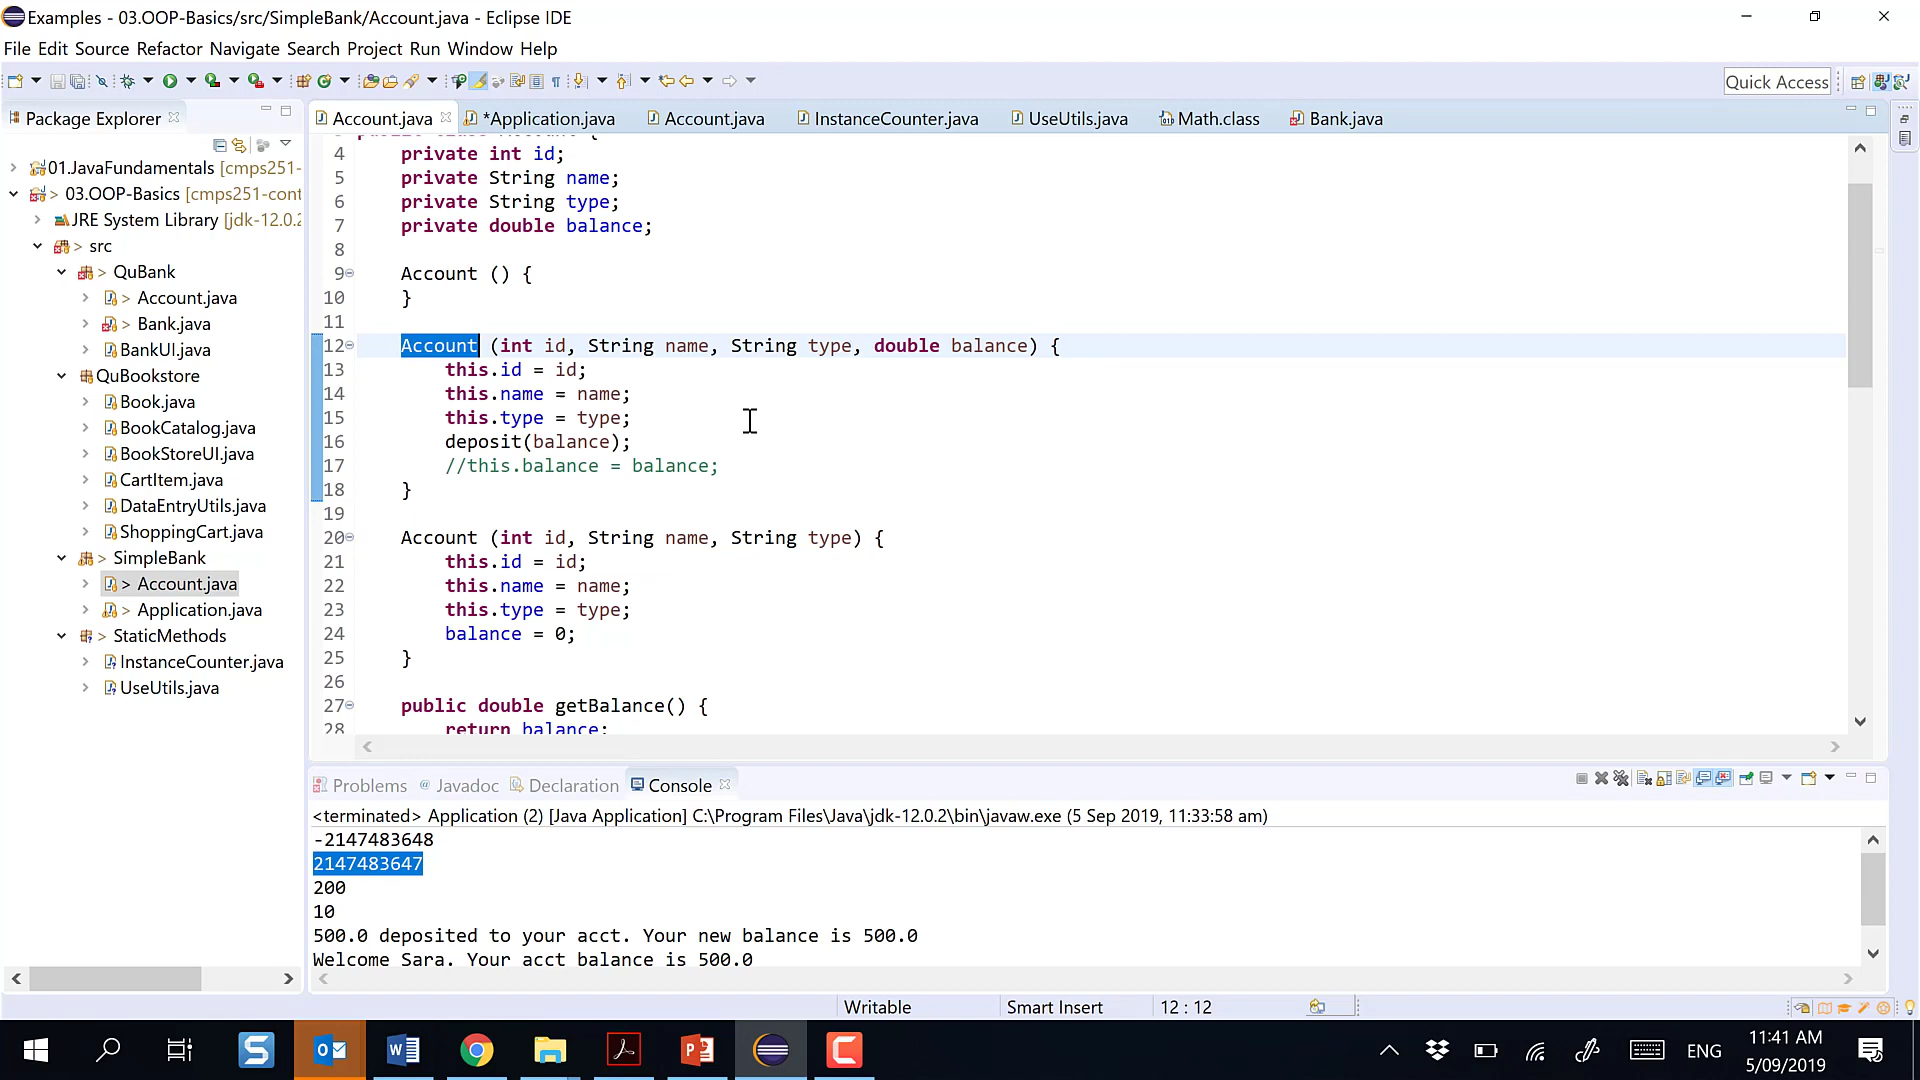 Examples - 03.OOP-Basics/src/SimpleBank/Account.java - Eclipse IDE
File Edit Source Refactor Navigate Search Project Run Window Help
Quick Access
Package Explorer
Account.java
*Application.java
Account.java
InstanceCounter.java
UseUtils.java
Math.class
Bank.java
01.JavaFundamentals [cmps251-
> 03.OOP-Basics [cmps251-cont
JRE System Library [jdk-12.0.2
> src
> QuBank
> Account.java
> Bank.java
BankUI.java
QuBookstore
Book.java
BookCatalog.java
BookStoreUI.java
CartItem.java
DataEntryUtils.java
ShoppingCart.java
> SimpleBank
> Account.java
> Application.java
> StaticMethods
InstanceCounter.java
UseUtils.java
4 private int id;
5 private String name;
6 private String type;
7 private double balance;
8
9 Account () {
10 }
11
12 Account (int id, String name, String type, double balance) {
13 this.id = id;
14 this.name = name;
15 this.type = type;
16 deposit(balance);
17 //this.balance = balance;
18 }
19
20 Account (int id, String name, String type) {
21 this.id = id;
22 this.name = name;
23 this.type = type;
24 balance = 0;
25 }
26
27 public double getBalance() {
28 return balance;
Problems
Javadoc
Declaration
Console
<terminated> Application (2) [Java Application] C:\Program Files\Java\jdk-12.0.2\bin\javaw.exe (5 Sep 2019, 11:33:58 am)
-2147483648
2147483647
200
10
500.0 deposited to your acct. Your new balance is 500.0
Welcome Sara. Your acct balance is 500.0
Writable
Smart Insert
12 : 12
ENG
11:41 AM
5/09/2019